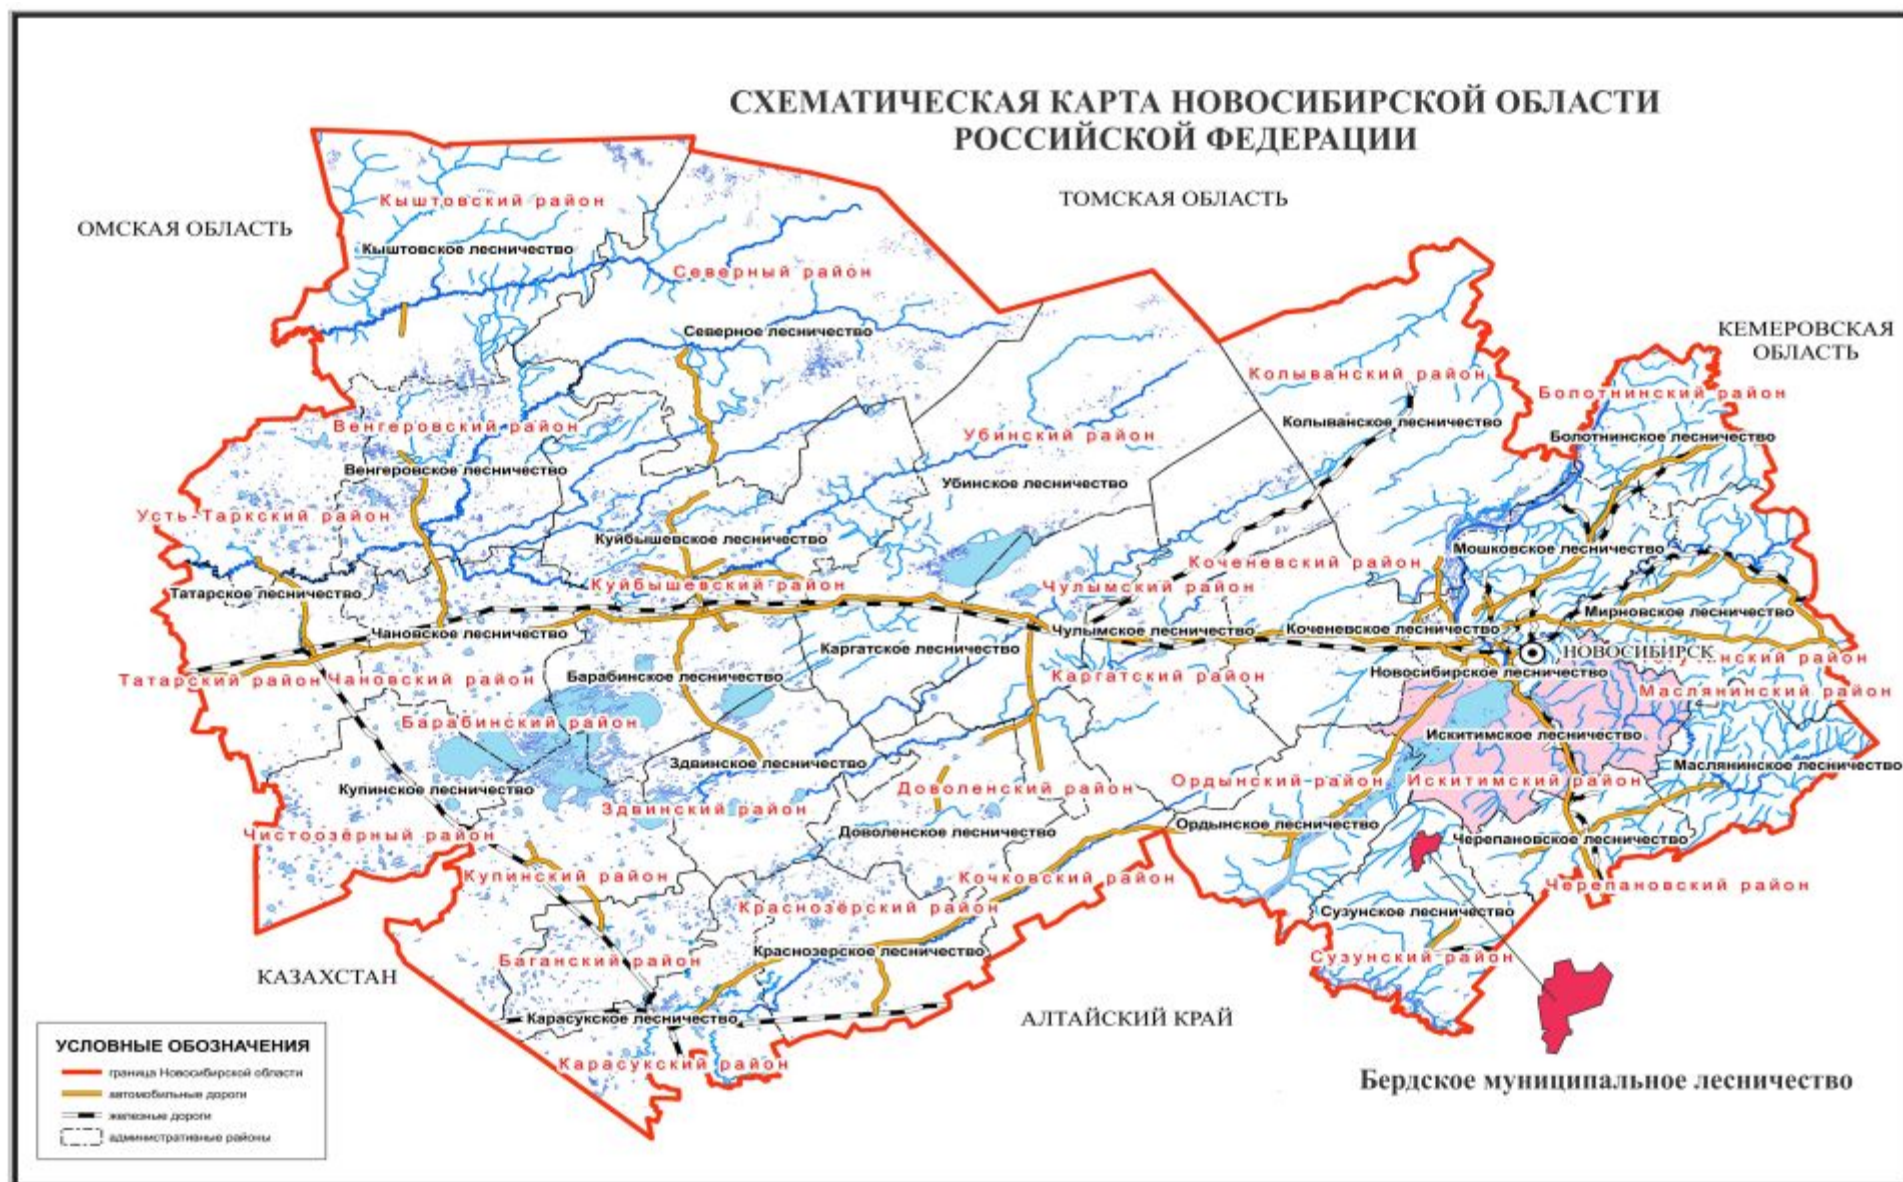 СХЕМАТИЧЕСКАЯ КАРТА НОВОСИБИРСКОЙ ОБЛАСТИ
РОССИЙСКОЙ ФЕДЕРАЦИИ
ТОМСКАЯ ОБЛАСТЬ
Кыштовский район
ОМСКАЯ ОБЛАСТЬ
Кыштовское лесничество
Северный район
Северное лесничество
КЕМЕРОВСКАЯ
ОБЛАСТЬ
Колыванский район
Болотнинский район
Колыванское лесничество
Венгеровский район
Убинский район
Болотнинское лесничество
Венгеровское лесничество
Убинское лесничество
Усть-Таркский район
Куйбышевское лесничество
Мошковское лесничество
Коченевский район
Куйбышевский район
Чулымский район
Татарское лесничество
Мирновское лесничество
Чановское лесничество
Чулымское лесничество
Коченевское лесничество
Каргатское лесничество
НОВОСИБИРСК
Татарский район
Чановский район
Барабинское лесничество
Каргатский район
Новосибирское лесничество
Маслянинский район
Барабинский район
Искитимское лесничество
Здвинское лесничество
Маслянинское лесничество
Купинское лесничество
Здвинский район
Доволенский район
Ордынский район
Искитимский район
Чистоозёрный район
Доволенское лесничество
Ордынское лесничество
Черепановское лесничество
Купинский район
Кочковский район
Черепановский район
Краснозёрский район
Сузунское лесничество
Баганский район
Краснозерское лесничество
Сузунский район
КАЗАХСТАН
Карасукское лесничество
АЛТАЙСКИЙ КРАЙ
Карасукский район
Бердское муниципальное лесничество
УСЛОВНЫЕ ОБОЗНАЧЕНИЯ
граница Новосибирской области
автомобильные дороги
железные дороги
административные районы